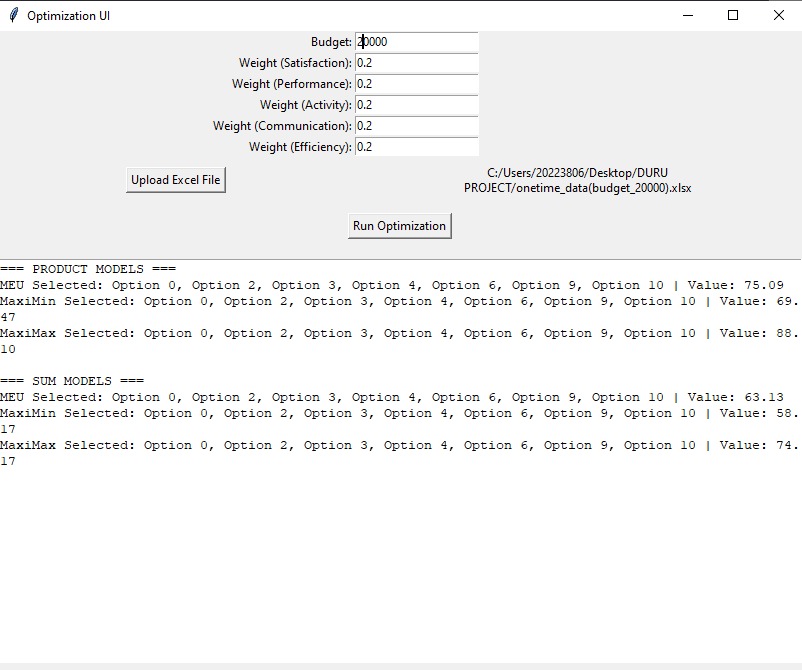 Optimization UI
Budget: 20000
Weight (Satisfaction): 0.2
Weight (Performance): 0.2
Weight (Activity): 0.2
Weight (Communication): 0.2
Weight (Efficiency): 0.2
Upload Excel File
C:/Users/20223806/Desktop/DURU
PROJECT/onetime_data(budget_20000).xlsx
Run Optimization
=== PRODUCT MODELS ===
MEU Selected: Option 0, Option 2, Option 3, Option 4, Option 6, Option 9, Option 10 | Value: 75.09
MaxiMin Selected: Option 0, Option 2, Option 3, Option 4, Option 6, Option 9, Option 10 | Value: 69.
47
MaxiMax Selected: Option 0, Option 2, Option 3, Option 4, Option 6, Option 9, Option 10 | Value: 88.
10
=== SUM MODELS ===
MEU Selected: Option 0, Option 2, Option 3, Option 4, Option 6, Option 9, Option 10 | Value: 63.13
MaxiMin Selected: Option 0, Option 2, Option 3, Option 4, Option 6, Option 9, Option 10 | Value: 58.
17
MaxiMax Selected: Option 0, Option 2, Option 3, Option 4, Option 6, Option 9, Option 10 | Value: 74.
17